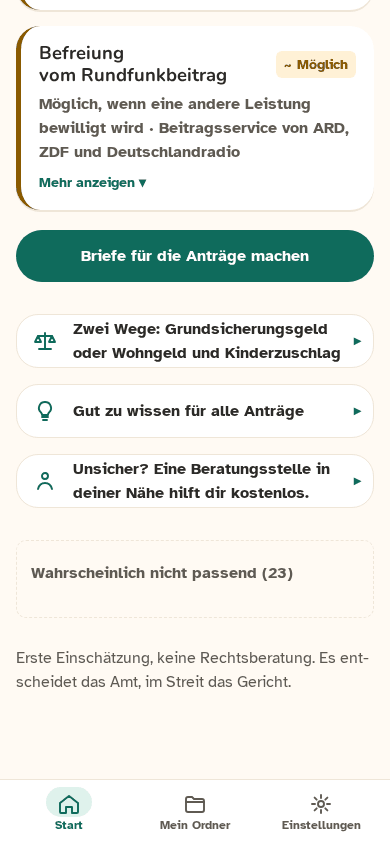 Befreiung
vom Rundfunkbeitrag
~ Möglich
Möglich, wenn eine andere Leistung
bewilligt wird · Beitragsservice von ARD,
ZDF und Deutschlandradio
Mehr anzeigen ▾
Briefe für die Anträge machen
Zwei Wege: Grundsicherungsgeld
oder Wohngeld und Kinderzuschlag
Gut zu wissen für alle Anträge
Unsicher? Eine Beratungsstelle in
deiner Nähe hilft dir kostenlos.
Wahrscheinlich nicht passend (23)
Erste Einschätzung, keine Rechtsberatung. Es ent-
scheidet das Amt, im Streit das Gericht.
Start
Mein Ordner
Einstellungen